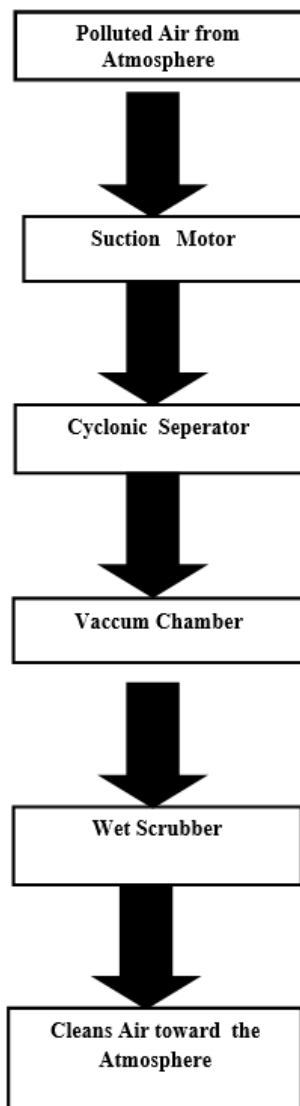 Polluted Air from
Atmosphere
Suction Motor
Cyclonic Seperator
Vaccum Chamber
Wet Scrubber
Cleans Air toward the
Atmosphere